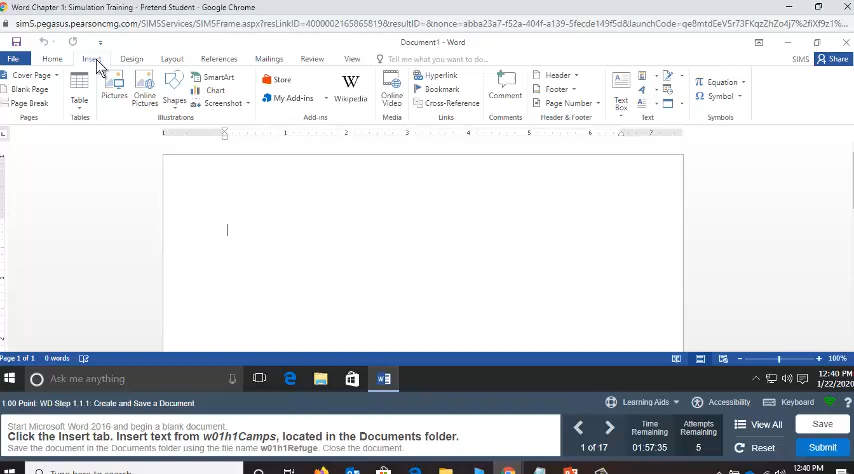 Word Chapter 1: Simulation Training - Pretend Student - Google Chrome
sim5.pegasus.pearsoncmg.com/SIM5Services/SIM5Frame.aspx?resLinkID=4000002165865819&resultID=&nonce=abba23a7-f52a-404f-a139-5fecde149f5d&launchCode=qe8mtdEeV5r73FKqzZhZo4j7%2fiXf9z1%...
Document1 - Word
File Home Insert Design Layout References Mailings Review View Tell me what you want to do... SIMS Share
Cover Page
Blank Page
Page Break
Pages
Table
Tables
Pictures
Online Pictures
Shapes
SmartArt
Chart
Screenshot
Illustrations
Store
My Add-ins
Wikipedia
Add-ins
Online Video
Media
Hyperlink
Bookmark
Cross-Reference
Links
Comment
Comments
Header
Footer
Page Number
Header & Footer
Text Box
Text
Equation
Symbol
Symbols
1 2 3 4 5 6 7
Page 1 of 1 0 words 100%
Ask me anything
12:40 PM
1/22/2020
1.00 Point: WD Step 1.1.1: Create and Save a Document
Learning Aids Accessibility Keyboard ?
Start Microsoft Word 2016 and begin a blank document.
Click the Insert tab. Insert text from w01h1Camps, located in the Documents folder.
Save the document in the Documents folder using the file name w01h1Refuge. Close the document.
1 of 17
Time Remaining
01:57:35
Attempts Remaining
5
View All
Reset
Save
Submit
Type here to search
12:40 PM